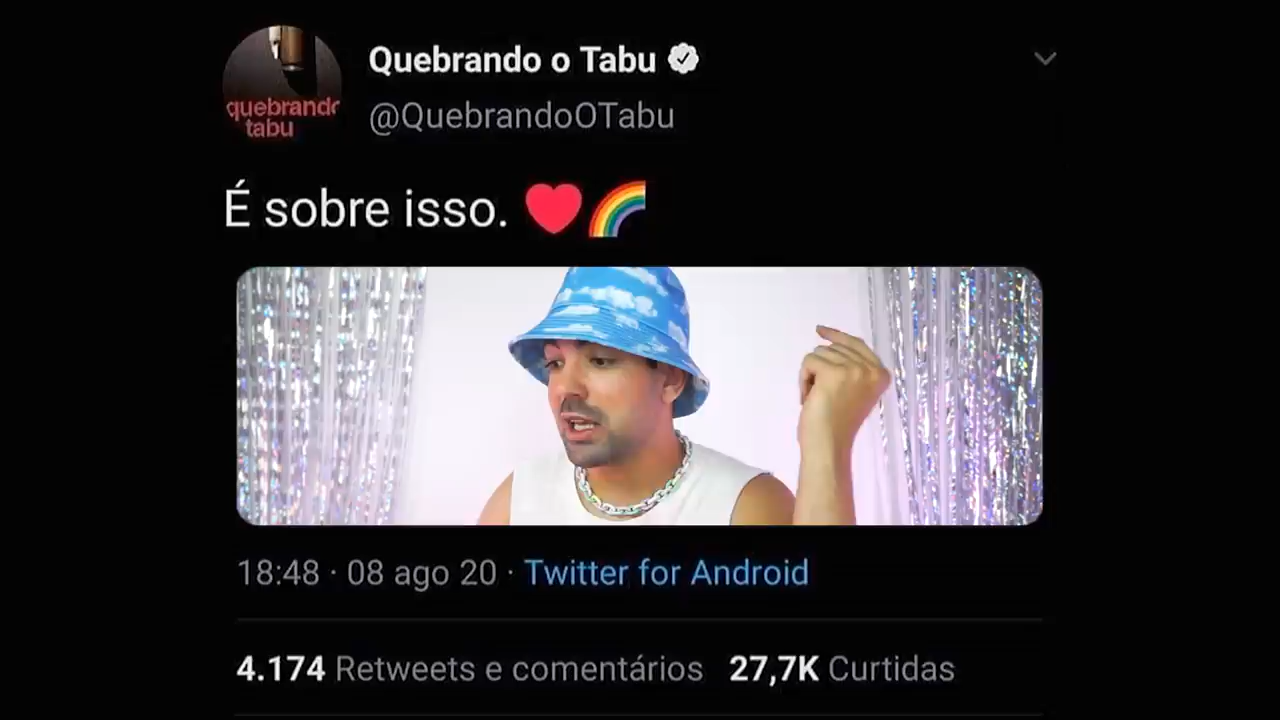 quebrando
tabu
Quebrando o Tabu
@QuebrandoOTabu
É sobre isso. ❤️🌈
18:48 · 08 ago 20 · Twitter for Android
4.174 Retweets e comentários 27,7K Curtidas